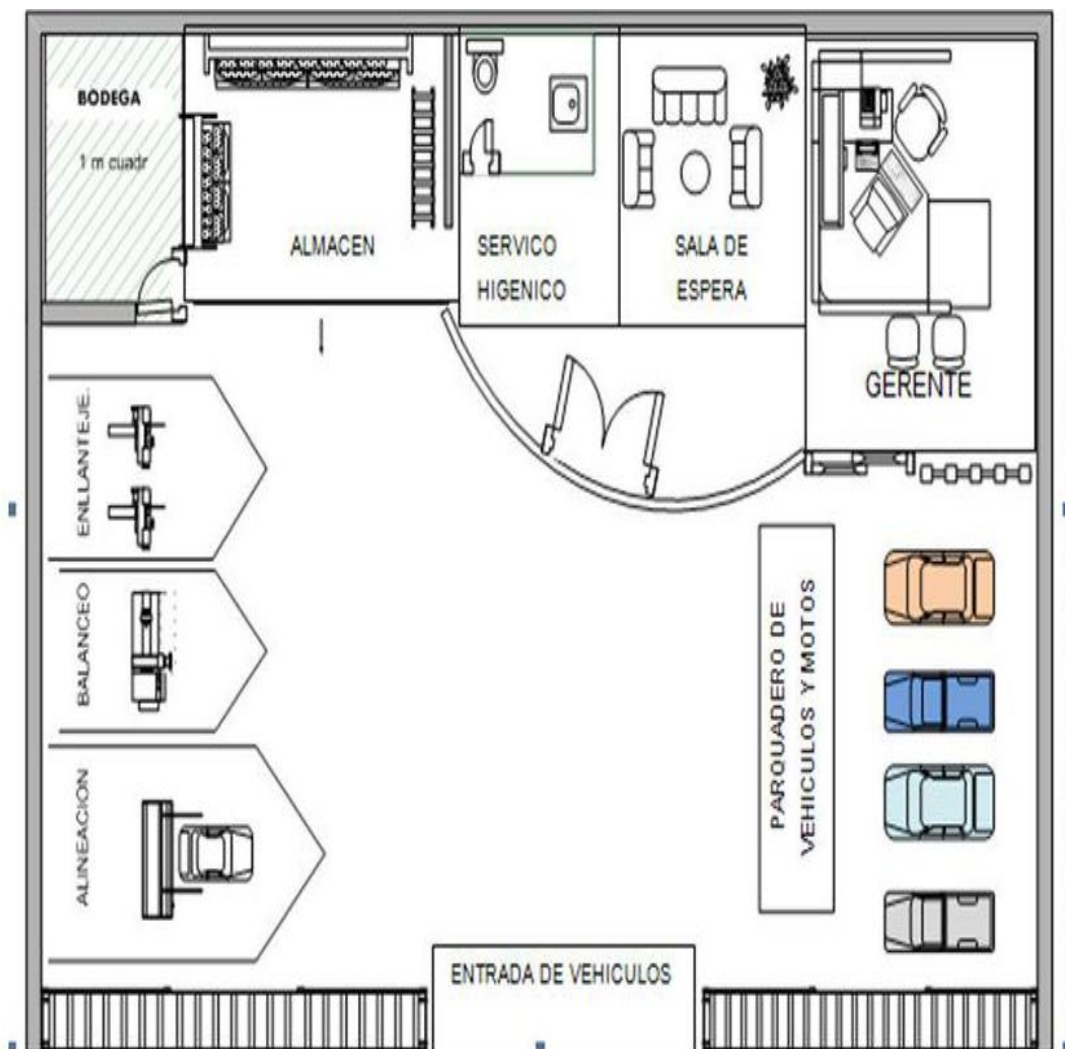 BODEGA
1 m cuadr
ALMACEN
SERVICO
HIGENICO
SALA DE
ESPERA
GERENTE
ENLLANTEJE.
BALANCEO
ALINEACION
PARQUADERO DE
VEHICULOS Y MOTOS
ENTRADA DE VEHICULOS